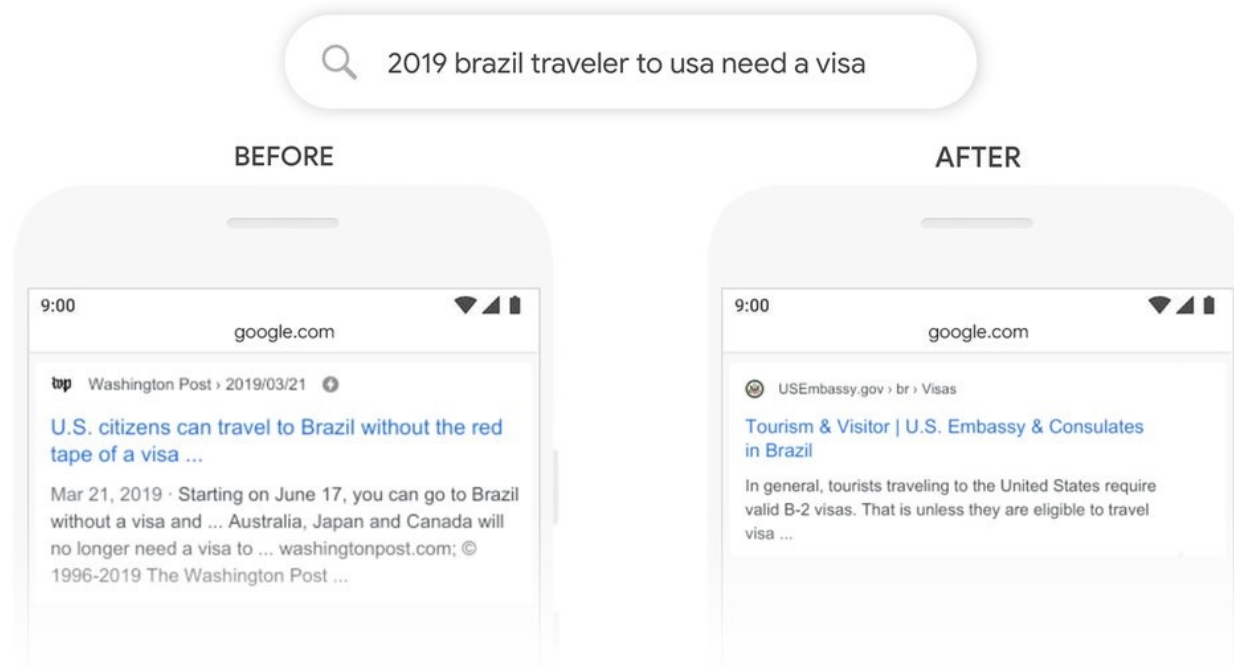 2019 brazil traveler to usa need a visa
BEFORE
9:00
google.com
wp Washington Post › 2019/03/21
U.S. citizens can travel to Brazil without the red
tape of a visa ...
Mar 21, 2019 · Starting on June 17, you can go to Brazil
without a visa and ... Australia, Japan and Canada will
no longer need a visa to ... washingtonpost.com; ©
1996-2019 The Washington Post ...
AFTER
9:00
google.com
USEmbassy.gov › br › Visas
Tourism & Visitor | U.S. Embassy & Consulates
in Brazil
In general, tourists traveling to the United States require
valid B-2 visas. That is unless they are eligible to travel
visa ...